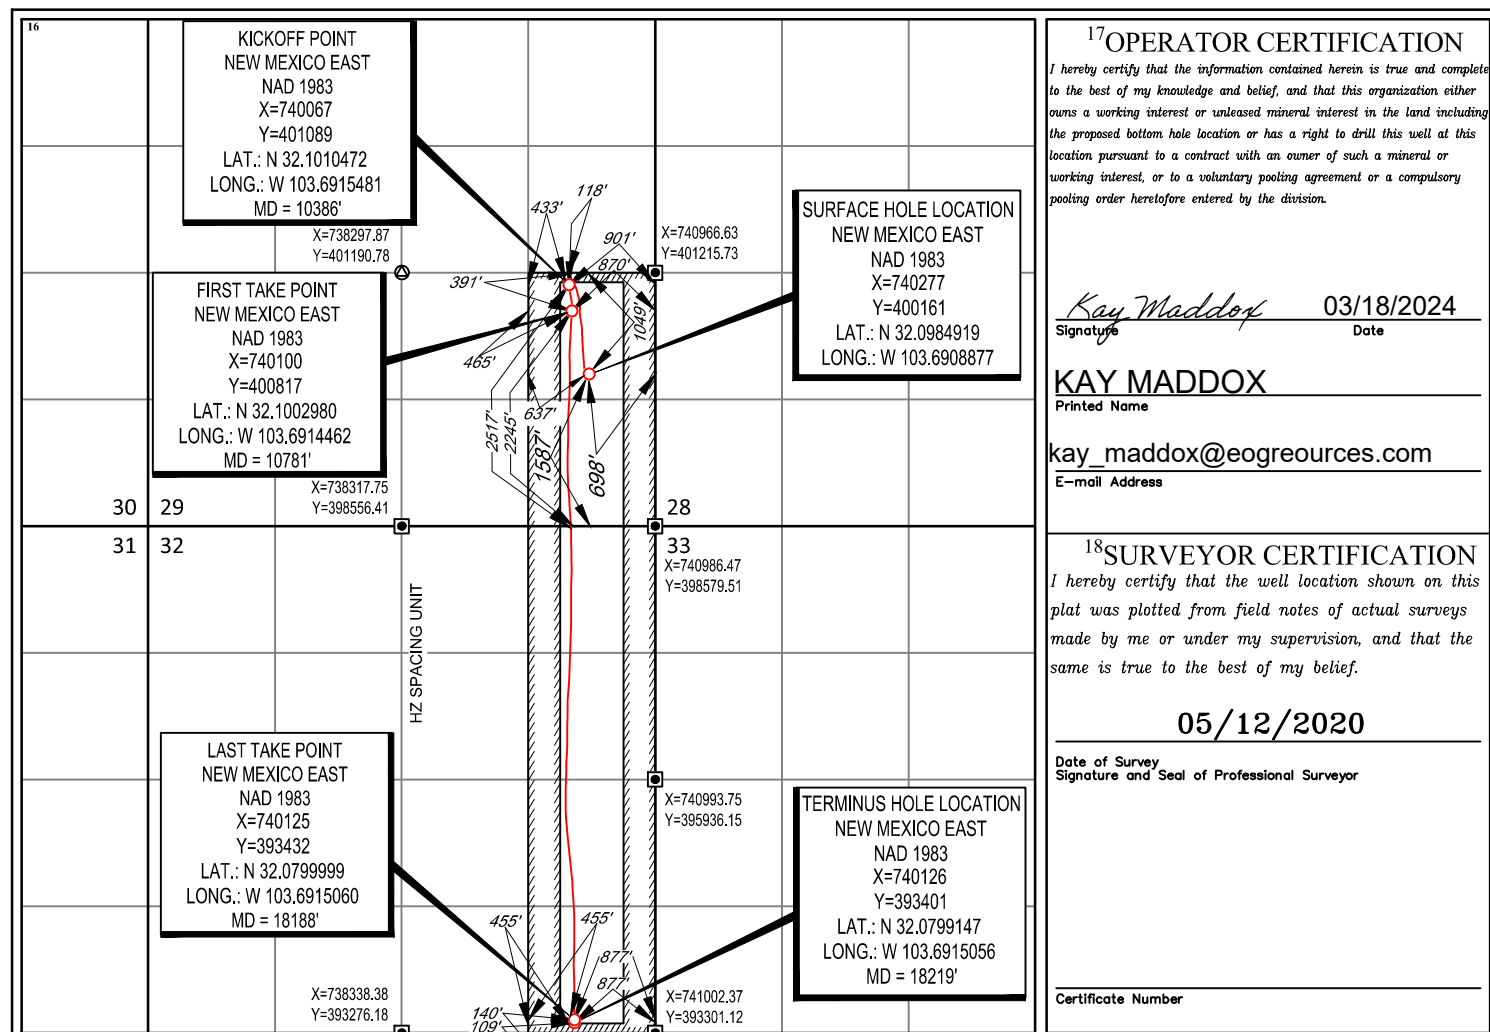 16
KICKOFF POINT
NEW MEXICO EAST
NAD 1983
X=740067
Y=401089
LAT.: N 32.1010472
LONG.: W 103.6915481
MD = 10386'
X=738297.87
Y=401190.78
FIRST TAKE POINT
NEW MEXICO EAST
NAD 1983
X=740100
Y=400817
LAT.: N 32.1002980
LONG.: W 103.6914462
MD = 10781'
X=738317.75
Y=398556.41
30 29
31 32
HZ SPACING UNIT
LAST TAKE POINT
NEW MEXICO EAST
NAD 1983
X=740125
Y=393432
LAT.: N 32.0799999
LONG.: W 103.6915060
MD = 18188'
X=738338.38
Y=393276.18
433'
118'
901'
870'
391'
1049'
465'
637'
2517'
2245'
1587'
698'
455'
455'
877'
877'
140'
109'
X=740966.63
Y=401215.73
SURFACE HOLE LOCATION
NEW MEXICO EAST
NAD 1983
X=740277
Y=400161
LAT.: N 32.0984919
LONG.: W 103.6908877
28
33
X=740986.47
Y=398579.51
X=740993.75
Y=395936.15
TERMINUS HOLE LOCATION
NEW MEXICO EAST
NAD 1983
X=740126
Y=393401
LAT.: N 32.0799147
LONG.: W 103.6915056
MD = 18219'
X=741002.37
Y=393301.12
17OPERATOR CERTIFICATION
I hereby certify that the information contained herein is true and complete
to the best of my knowledge and belief, and that this organization either
owns a working interest or unleased mineral interest in the land including
the proposed bottom hole location or has a right to drill this well at this
location pursuant to a contract with an owner of such a mineral or
working interest, or to a voluntary pooling agreement or a compulsory
pooling order heretofore entered by the division.
Kay Maddox 03/18/2024
Signature Date
KAY MADDOX
Printed Name
kay_maddox@eogreources.com
E-mail Address
18SURVEYOR CERTIFICATION
I hereby certify that the well location shown on this
plat was plotted from field notes of actual surveys
made by me or under my supervision, and that the
same is true to the best of my belief.
05/12/2020
Date of Survey
Signature and Seal of Professional Surveyor
Certificate Number